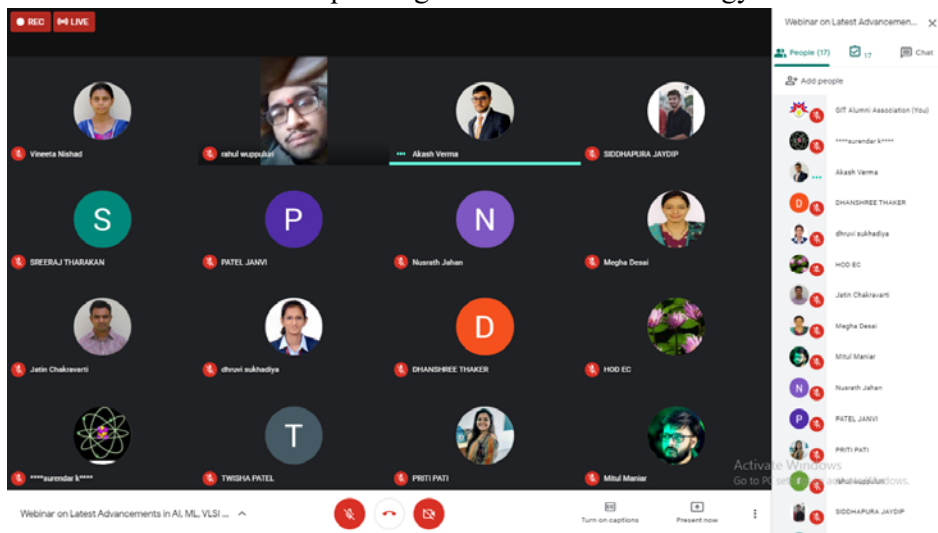 REC LIVE
Vineeta Nishad
rahul wuppuluri
Akash Verma
SIDDHAPURA JAYDIP
S
P
N
SREERAJ THARAKAN
PATEL JANVI
Nusrath Jahan
Megha Desai
D
Jatin Chakravarti
dhruvi sukhadiya
DHANSHREE THAKER
HOD EC
T
****surendar k****
TWISHA PATEL
PRITI PATI
Mitul Maniar
Webinar on Latest Advancements in AI, ML, VLSI ...
Turn on captions
Present now
Webinar on Latest Advancemen...
People (17)
17
Chat
Add people
GIT Alumni Association (You)
****surendar k****
Akash Verma
D
DHANSHREE THAKER
dhruvi sukhadiya
HOD EC
Jatin Chakravarti
Megha Desai
Mitul Maniar
N
Nusrath Jahan
P
PATEL JANVI
PRITI PATI
Activate Windows
rahul wuppuluri
SIDDHAPURA JAYDIP